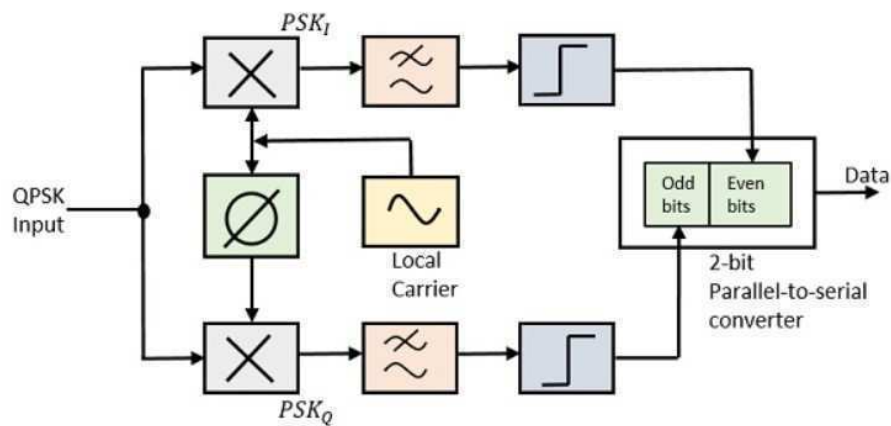 PSK_I
QPSK
Input
Local
Carrier
Odd
bits
Even
bits
Data
2-bit
Parallel-to-serial
converter
PSK_Q